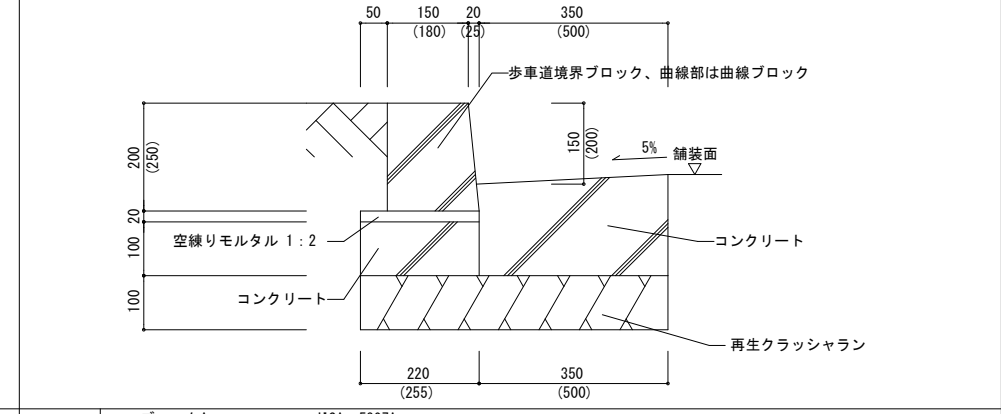 50 150 20 350
(180) (25) (500)
歩車道境界ブロック、曲線部は曲線ブロック
200
(250)
150
(200)
5% 舗装面
20
100
100
空練りモルタル 1：2
コンクリート
コンクリート
再生クラッシャラン
220 350
(255) (500)